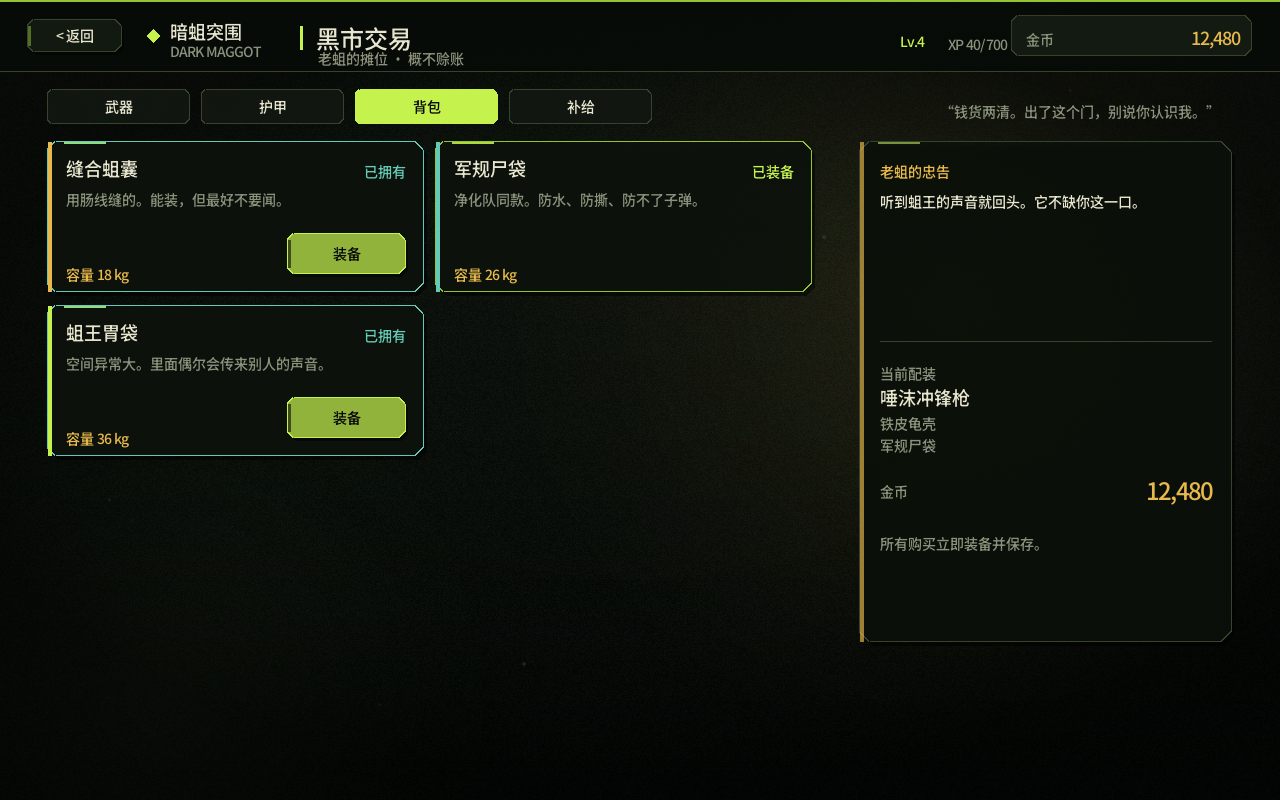 <返回
暗蛆突围
DARK MAGGOT
黑市交易
老蛆的摊位 · 概不赊账
Lv.4
XP 40/700
金币
12,480
武器
护甲
背包
补给
“钱货两清。出了这个门，别说你认识我。”
缝合蛆囊
已拥有
用肠线缝的。能装，但最好不要闻。
装备
容量 18 kg
军规尸袋
已装备
净化队同款。防水、防撕、防不了子弹。
容量 26 kg
蛆王胃袋
已拥有
空间异常大。里面偶尔会传来别人的声音。
装备
容量 36 kg
老蛆的忠告
听到蛆王的声音就回头。它不缺你这一口。
当前配装
唾沫冲锋枪
铁皮龟壳
军规尸袋
金币
12,480
所有购买立即装备并保存。